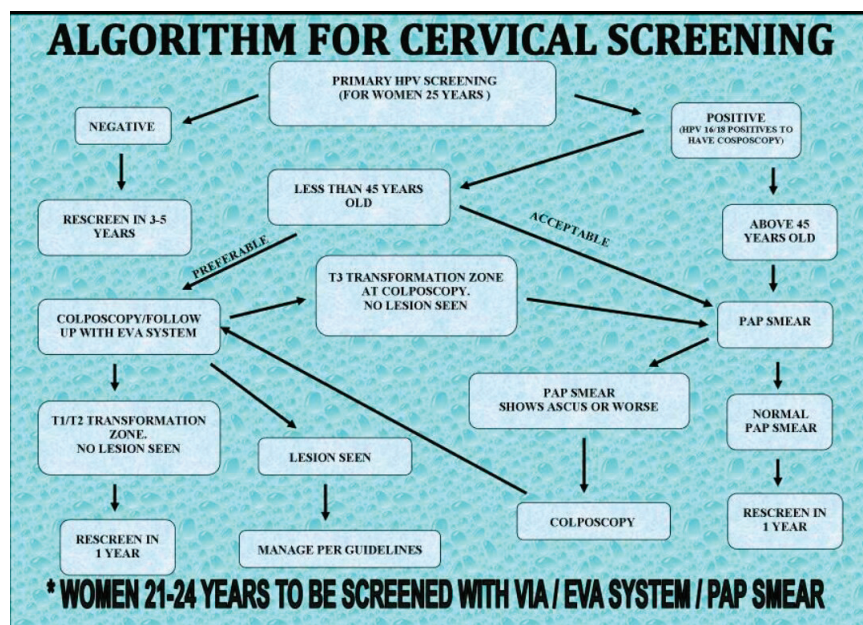 ALGORITHM FOR CERVICAL SCREENING
PRIMARY HPV SCREENING
(FOR WOMEN 25 YEARS )
NEGATIVE
POSITIVE
(HPV 16/18 POSITIVES TO
HAVE COSPOSCOPY)
LESS THAN 45 YEARS
OLD
RESCREEN IN 3-5
YEARS
ABOVE 45
YEARS OLD
PREFERABLE
ACCEPTABLE
T3 TRANSFORMATION ZONE
AT COLPOSCOPY.
NO LESION SEEN
COLPOSCOPY/FOLLOW
UP WITH EVA SYSTEM
PAP SMEAR
PAP SMEAR
SHOWS ASCUS OR WORSE
NORMAL
PAP SMEAR
T1/T2 TRANSFORMATION
ZONE.
NO LESION SEEN
LESION SEEN
COLPOSCOPY
RESCREEN IN
1 YEAR
RESCREEN IN
1 YEAR
MANAGE PER GUIDELINES
* WOMEN 21-24 YEARS TO BE SCREENED WITH VIA / EVA SYSTEM / PAP SMEAR